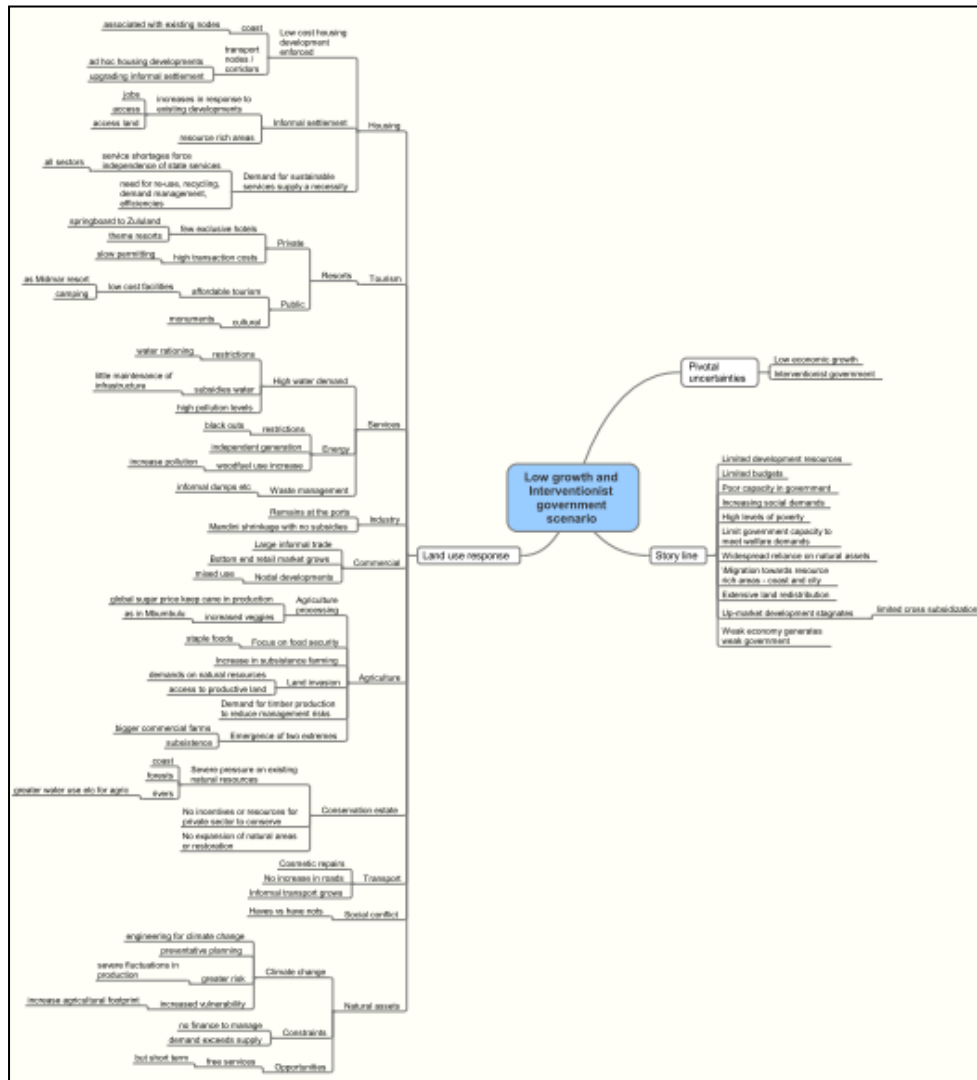 associated with existing nodes
coast
Low cost housing
development
enforced
transport
nodes /
corridors
ad hoc housing developments
upgrading informal settlement
jobs
access
access land
increases in response to
existing developments
resource rich areas
Informal settlement
Housing
all sectors
service shortages force
independence of state services
need for re-use, recycling,
demand management,
efficiencies
Demand for sustainable
services supply a necessity
springboard to Zululand
theme resorts
few exclusive hotels
slow permitting
high transaction costs
Private
Resorts
Tourism
as Midmar resort
camping
low cost facilities
affordable tourism
monuments
cultural
Public
water rationing
restrictions
little maintenance of
infrastructure
subsidies water
high pollution levels
High water demand
black outs
restrictions
independent generation
increase pollution
woodfuel use increase
Energy
informal dumps etc
Waste management
Services
Remains at the ports
Mandini shrinkage with no subsidies
Industry
Large informal trade
Bottom end retail market grows
mixed use
Nodal developments
Commercial
global sugar price keep cane in production
as in Mbumbulu
increased veggies
Agriculture
processing
staple foods
Focus on food security
Increase in subsistence farming
demands on natural resources
access to productive land
Land invasion
Demand for timber production
to reduce management risks
bigger commercial farms
subsistence
Emergence of two extremes
Agriculture
coast
forests
greater water use etc for agric
rivers
Severe pressure on existing
natural resources
No incentives or resources for
private sector to conserve
No expansion of natural areas
or restoration
Conservation estate
Cosmetic repairs
No increase in roads
Informal transport grows
Transport
Haves vs have nots
Social conflict
engineering for climate change
preventative planning
severe fluctuations in
production
greater risk
increase agricultural footprint
increased vulnerability
Climate change
no finance to manage
demand exceeds supply
Constraints
but short term
free services
Opportunities
Natural assets
Land use response
Low growth and
Interventionist
government
scenario
Pivotal
uncertainties
Low economic growth
Interventionist government
Story line
Limited development resources
Limited budgets
Poor capacity in government
Increasing social demands
High levels of poverty
Limit government capacity to
meet welfare demands
Widespread reliance on natural assets
\Migration towards resource
rich areas - coast and city
Extensive land redistribution
Up-market development stagnates
limited cross subsidization
Weak economy generates
weak government